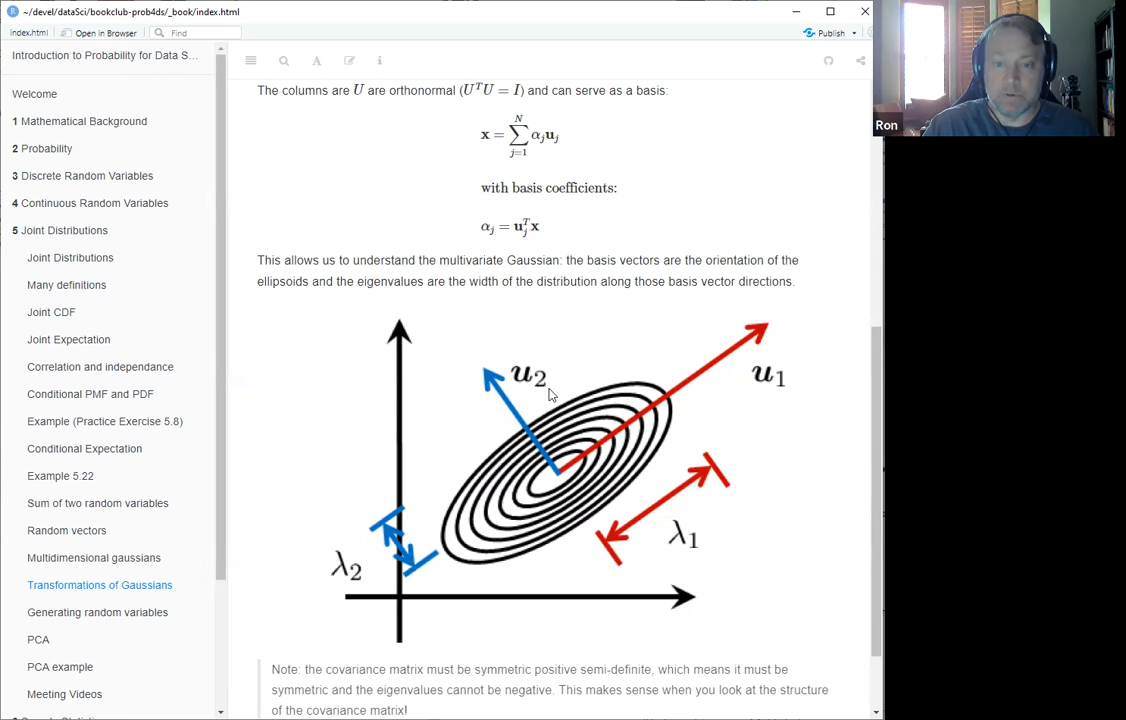 ~/devel/dataSci/bookclub-prob4ds/_book/index.html
index.html
Open in Browser
Find
Publish
Introduction to Probability for Data S...
Welcome
1 Mathematical Background
2 Probability
3 Discrete Random Variables
4 Continuous Random Variables
5 Joint Distributions
Joint Distributions
Many definitions
Joint CDF
Joint Expectation
Correlation and independence
Conditional PMF and PDF
Example (Practice Exercise 5.8)
Conditional Expectation
Example 5.22
Sum of two random variables
Random vectors
Multidimensional gaussians
Transformations of Gaussians
Generating random variables
PCA
PCA example
Meeting Videos
The columns are U are orthonormal (U^T U = I) and can serve as a basis:
x = ∑_{j=1}^{N} α_j u_j
with basis coefficients:
α_j = u_j^T x
This allows us to understand the multivariate Gaussian: the basis vectors are the orientation of the
ellipsoids and the eigenvalues are the width of the distribution along those basis vector directions.
u_2
u_1
λ_1
λ_2
Note: the covariance matrix must be symmetric positive semi-definite, which means it must be
symmetric and the eigenvalues cannot be negative. This makes sense when you look at the structure
of the covariance matrix!
Ron